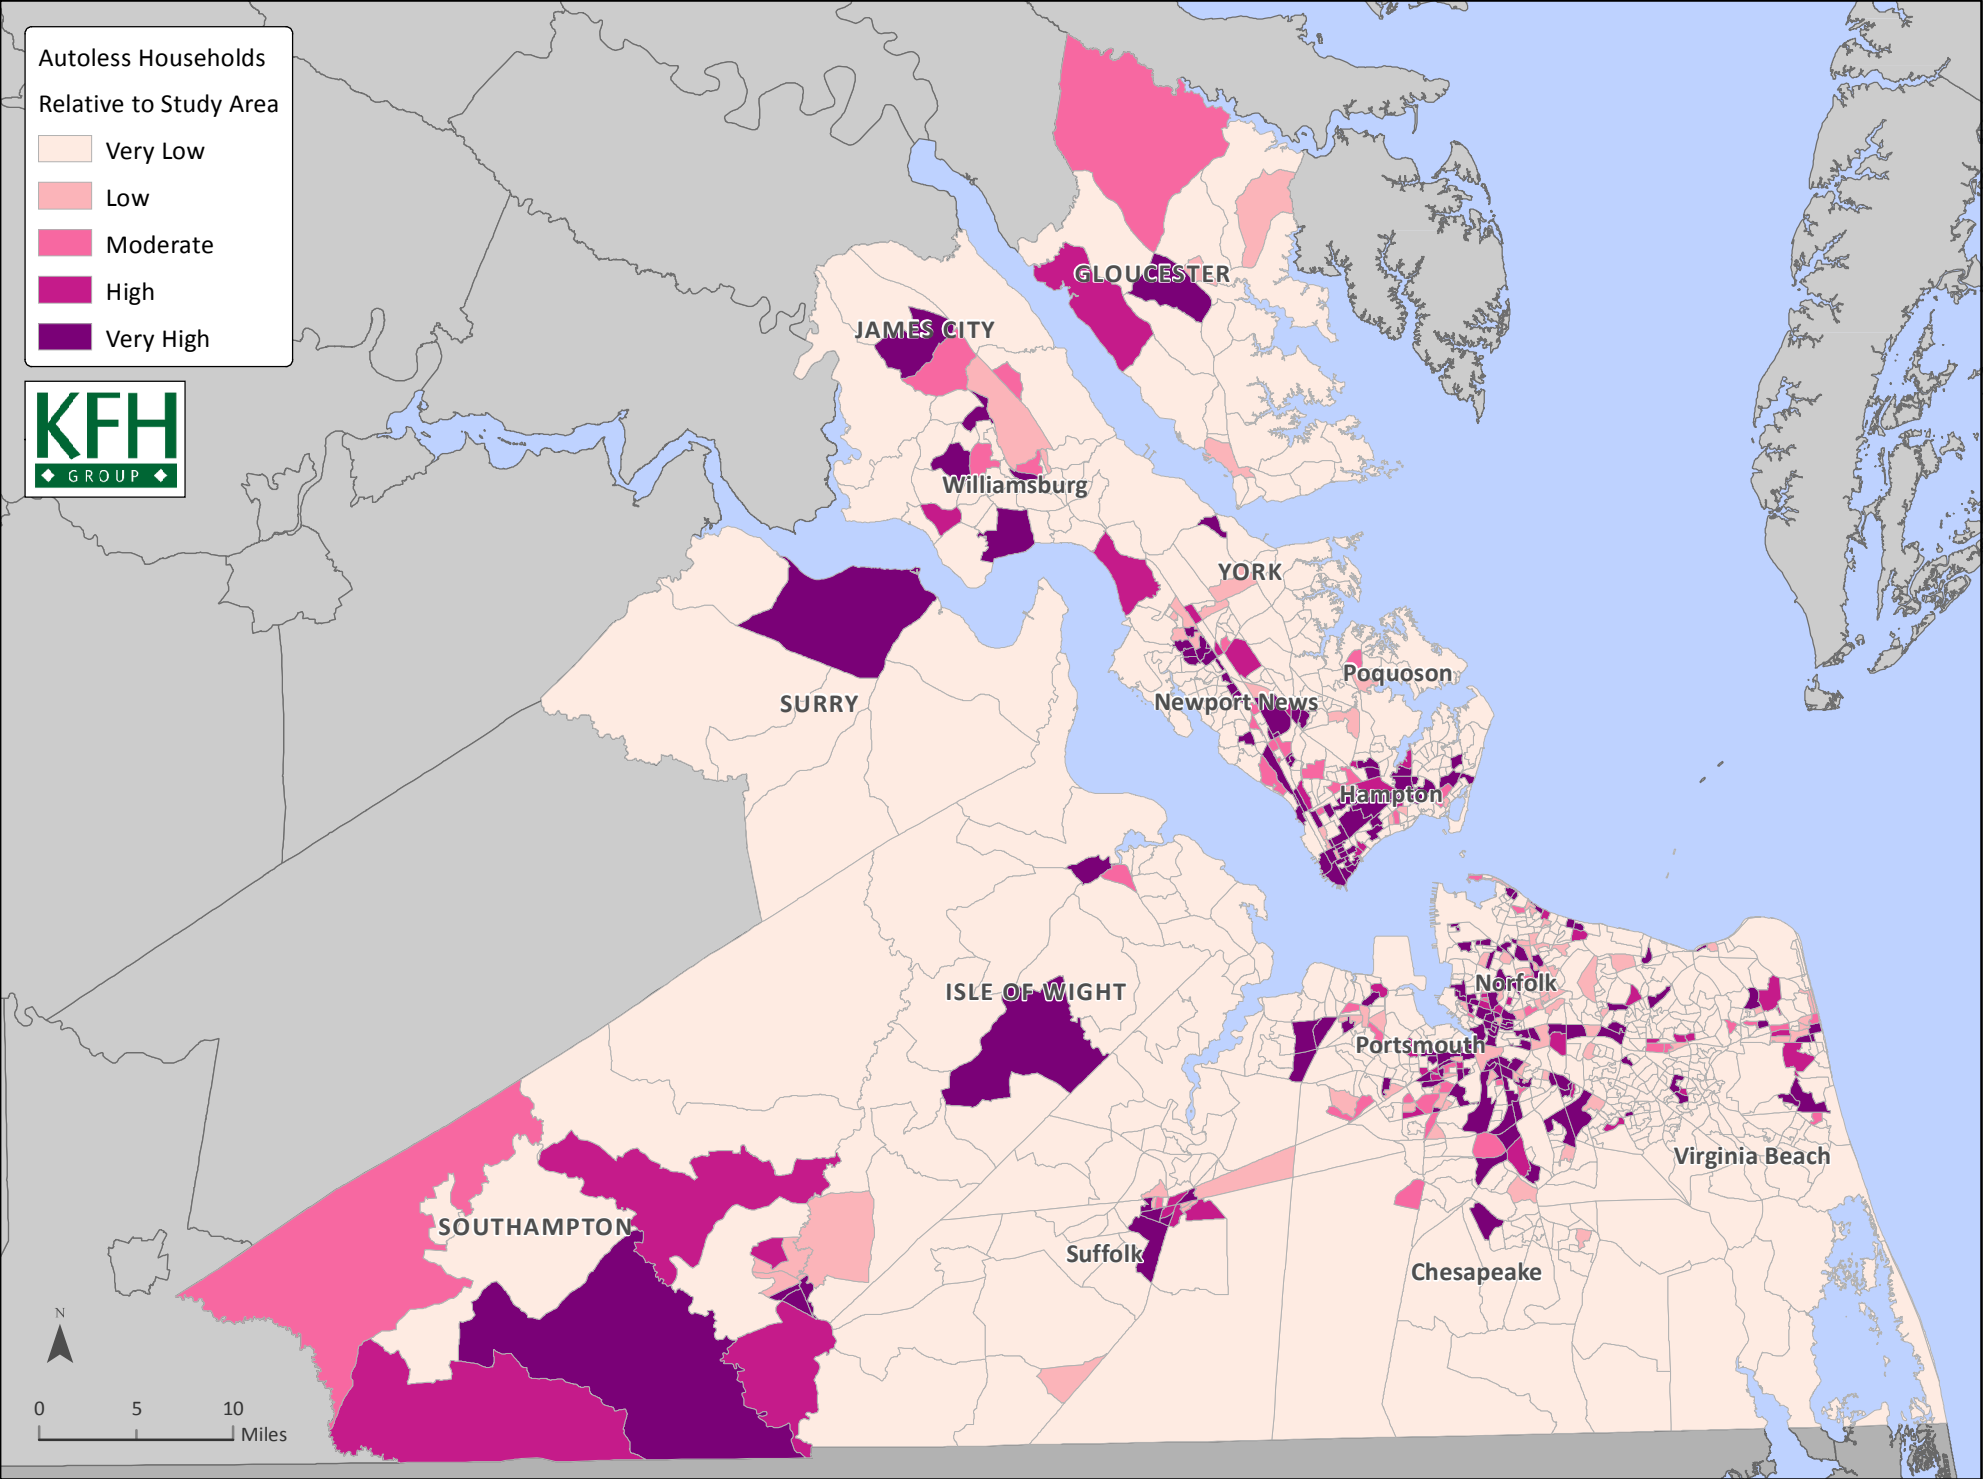 Autoless Households
Relative to Study Area
Very Low
Low
Moderate
High
Very High
KFH
GROUP
GLOUCESTER
JAMES CITY
Williamsburg
YORK
Poquoson
SURRY
Newport News
Hampton
Norfolk
ISLE OF WIGHT
Portsmouth
Virginia Beach
SOUTHAMPTON
Suffolk
Chesapeake
N
0 5 10
Miles